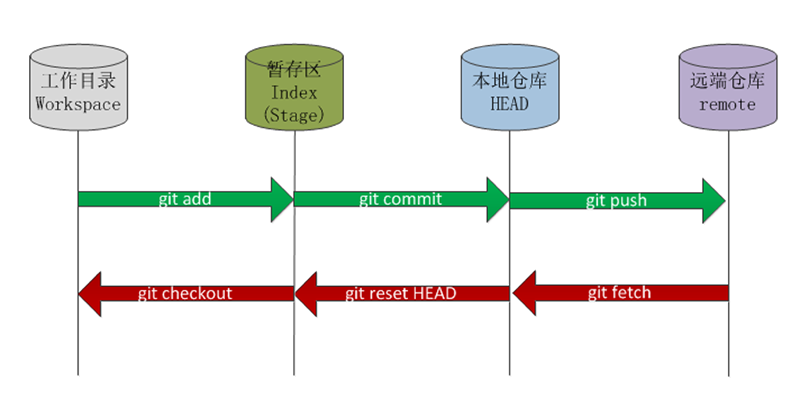 工作目录
Workspace
暂存区
Index
(Stage)
本地仓库
HEAD
远端仓库
remote
git add
git commit
git push
git checkout
git reset HEAD
git fetch